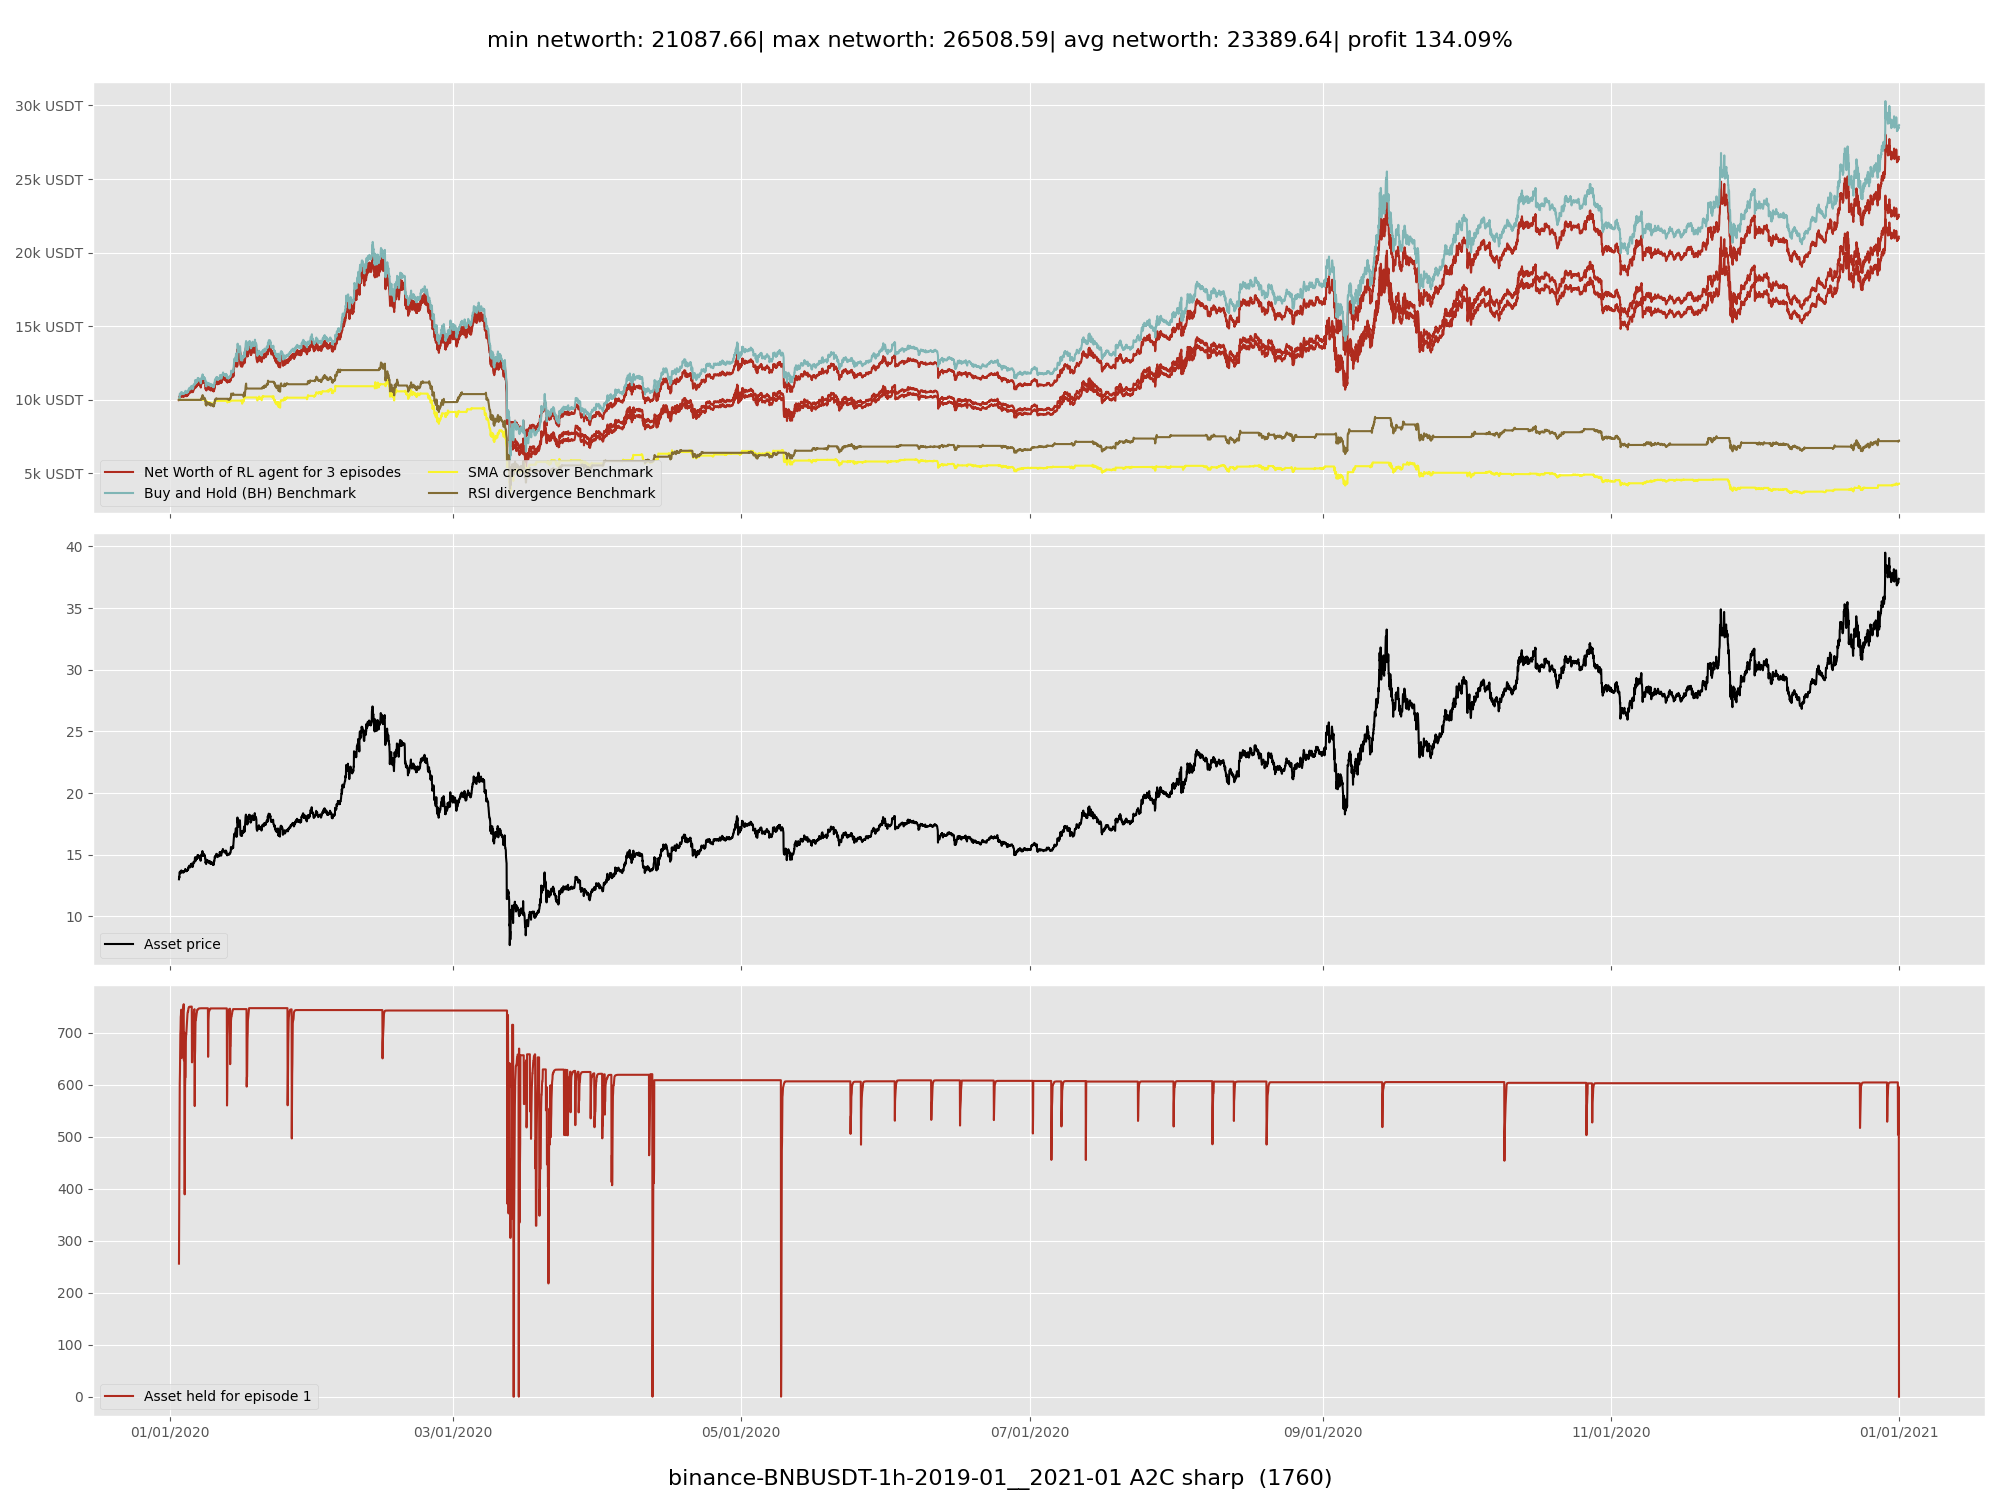 min networth: 21087.66| max networth: 26508.59| avg networth: 23389.64| profit 134.09%
30k USDT
25k USDT
20k USDT
15k USDT
10k USDT
5k USDT
Net Worth of RL agent for 3 episodes
Buy and Hold (BH) Benchmark
SMA crossover Benchmark
RSI divergence Benchmark
40
35
30
25
20
15
10
Asset price
700
600
500
400
300
200
100
0
Asset held for episode 1
01/01/2020 03/01/2020 05/01/2020 07/01/2020 09/01/2020 11/01/2020 01/01/2021
binance-BNBUSDT-1h-2019-01__2021-01 A2C sharp (1760)